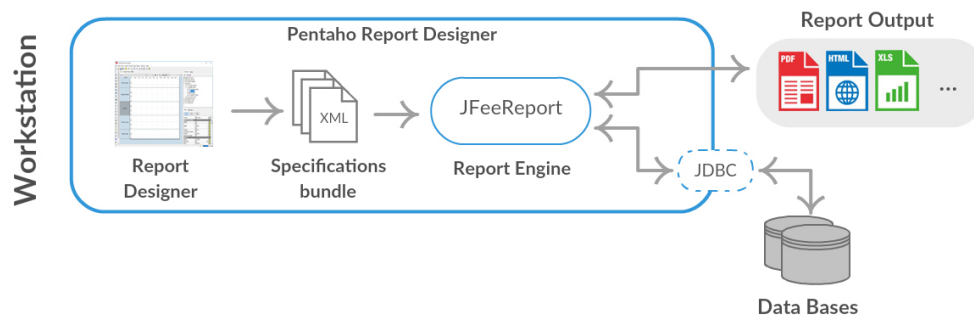 Workstation
Pentaho Report Designer
Report Output
PDF
HTML
XLS
...
XML
JFeeReport
Report
Designer
Specifications
bundle
Report Engine
JDBC
Data Bases